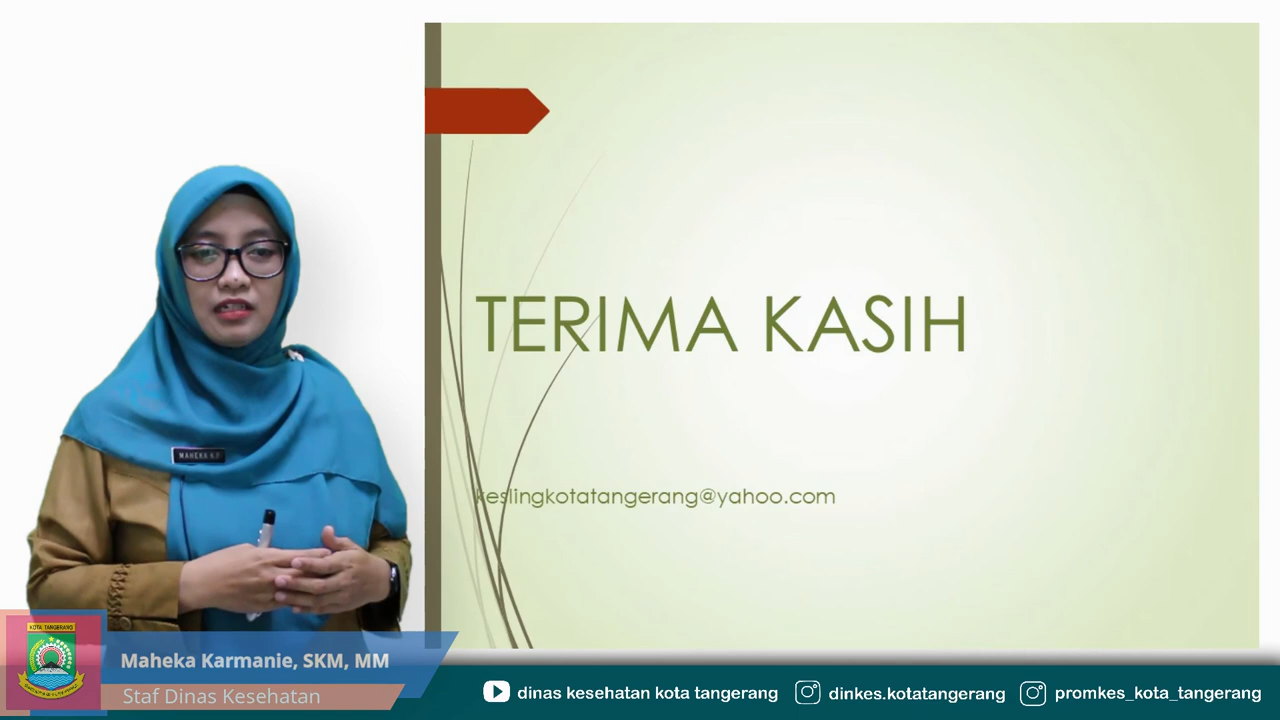 TERIMA KASIH
keslingkotatangerang@yahoo.com
MAHEKA K.P
KOTA TANGERANG
Maheka Karmanie, SKM, MM
Staf Dinas Kesehatan
dinas kesehatan kota tangerang
dinkes.kotatangerang
promkes_kota_tangerang